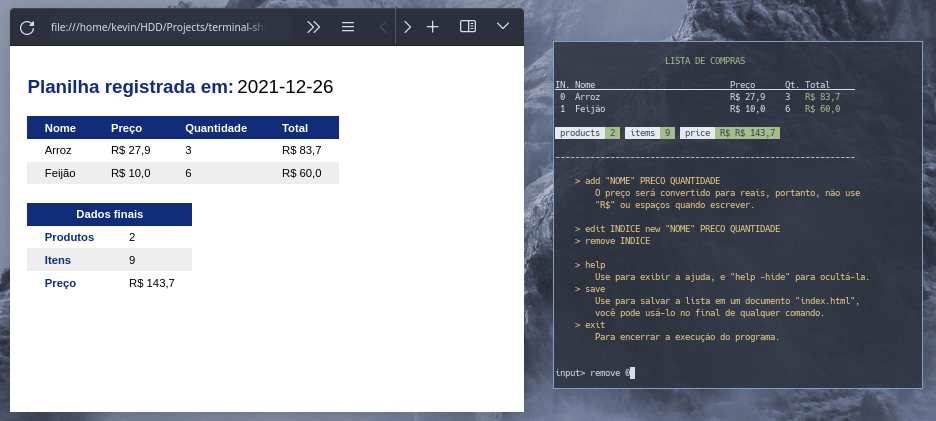 file:///home/kevin/HDD/Projects/terminal-sh
Planilha registrada em: 2021-12-26
Nome Preço Quantidade Total
Arroz R$ 27,9 3 R$ 83,7
Feijão R$ 10,0 6 R$ 60,0
Dados finais
Produtos 2
Itens 9
Preço R$ 143,7
LISTA DE COMPRAS
IN. Nome Preço Qt. Total
0 Arroz R$ 27,9 3 R$ 83,7
1 Feijão R$ 10,0 6 R$ 60,0
products 2 items 9 price R$ R$ 143,7
------------------------------------------------------------
> add "NOME" PRECO QUANTIDADE
O preço será convertido para reais, portanto, não use
"R$" ou espaços quando escrever.
> edit INDICE new "NOME" PRECO QUANTIDADE
> remove INDICE
> help
Use para exibir a ajuda, e "help -hide" para ocultá-la.
> save
Use para salvar a lista em um documento "index.html",
você pode usá-lo no final de qualquer comando.
> exit
Para encerrar a execução do programa.
input> remove 0